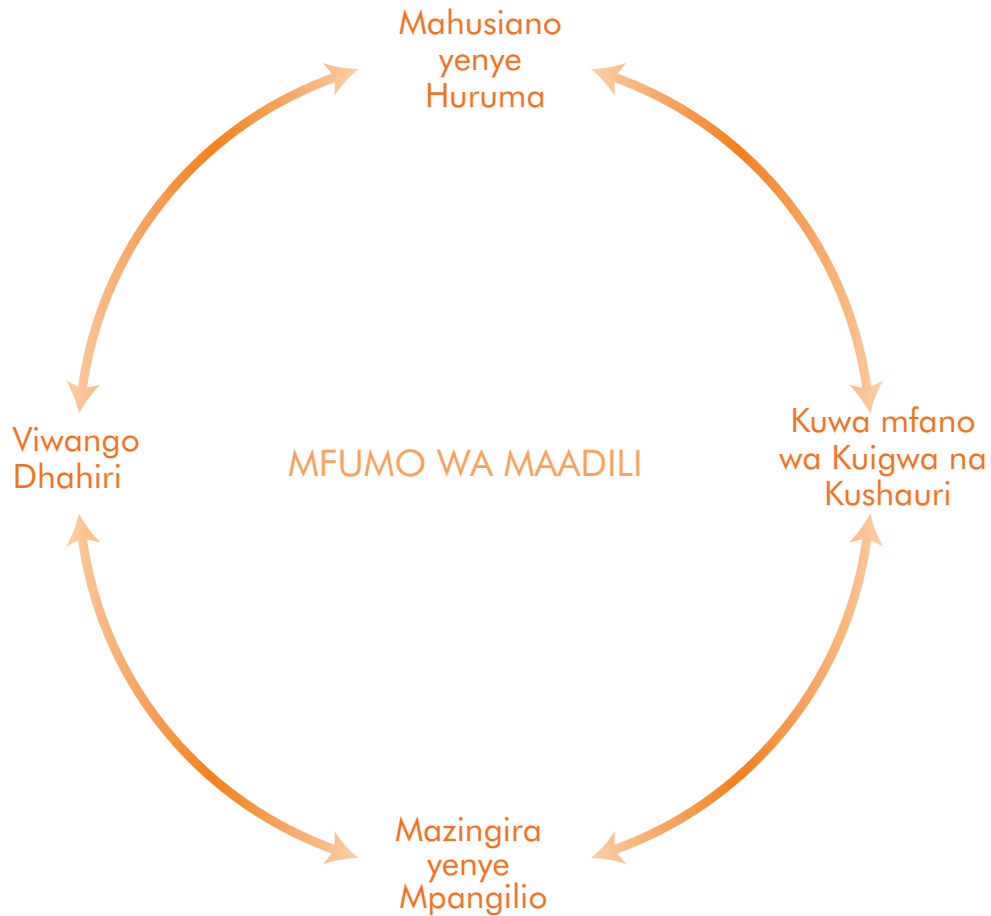 Mahusiano
yenye
Huruma
Viwango
Dhahiri
MFUMO WA MAADILI
Kuwa mfano
wa Kuigwa na
Kushauri
Mazingira
yenye
Mpangilio